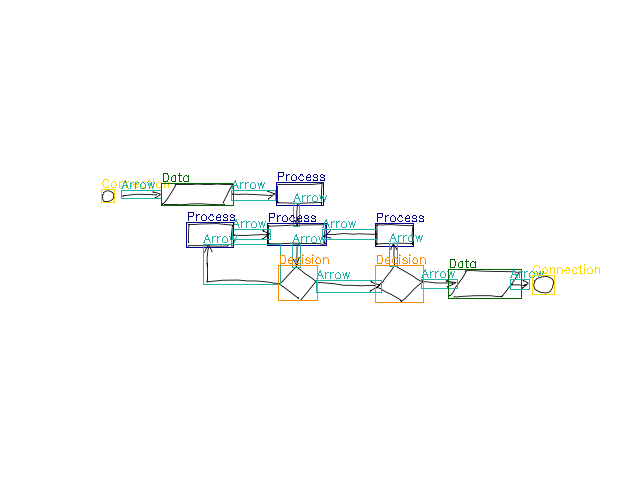 Connection Arrow Data Arrow Process
Arrow
Process Arrow Process Arrow Process
Arrow Arrow Arrow
Decision Arrow Decision Arrow Data Arrow Connection